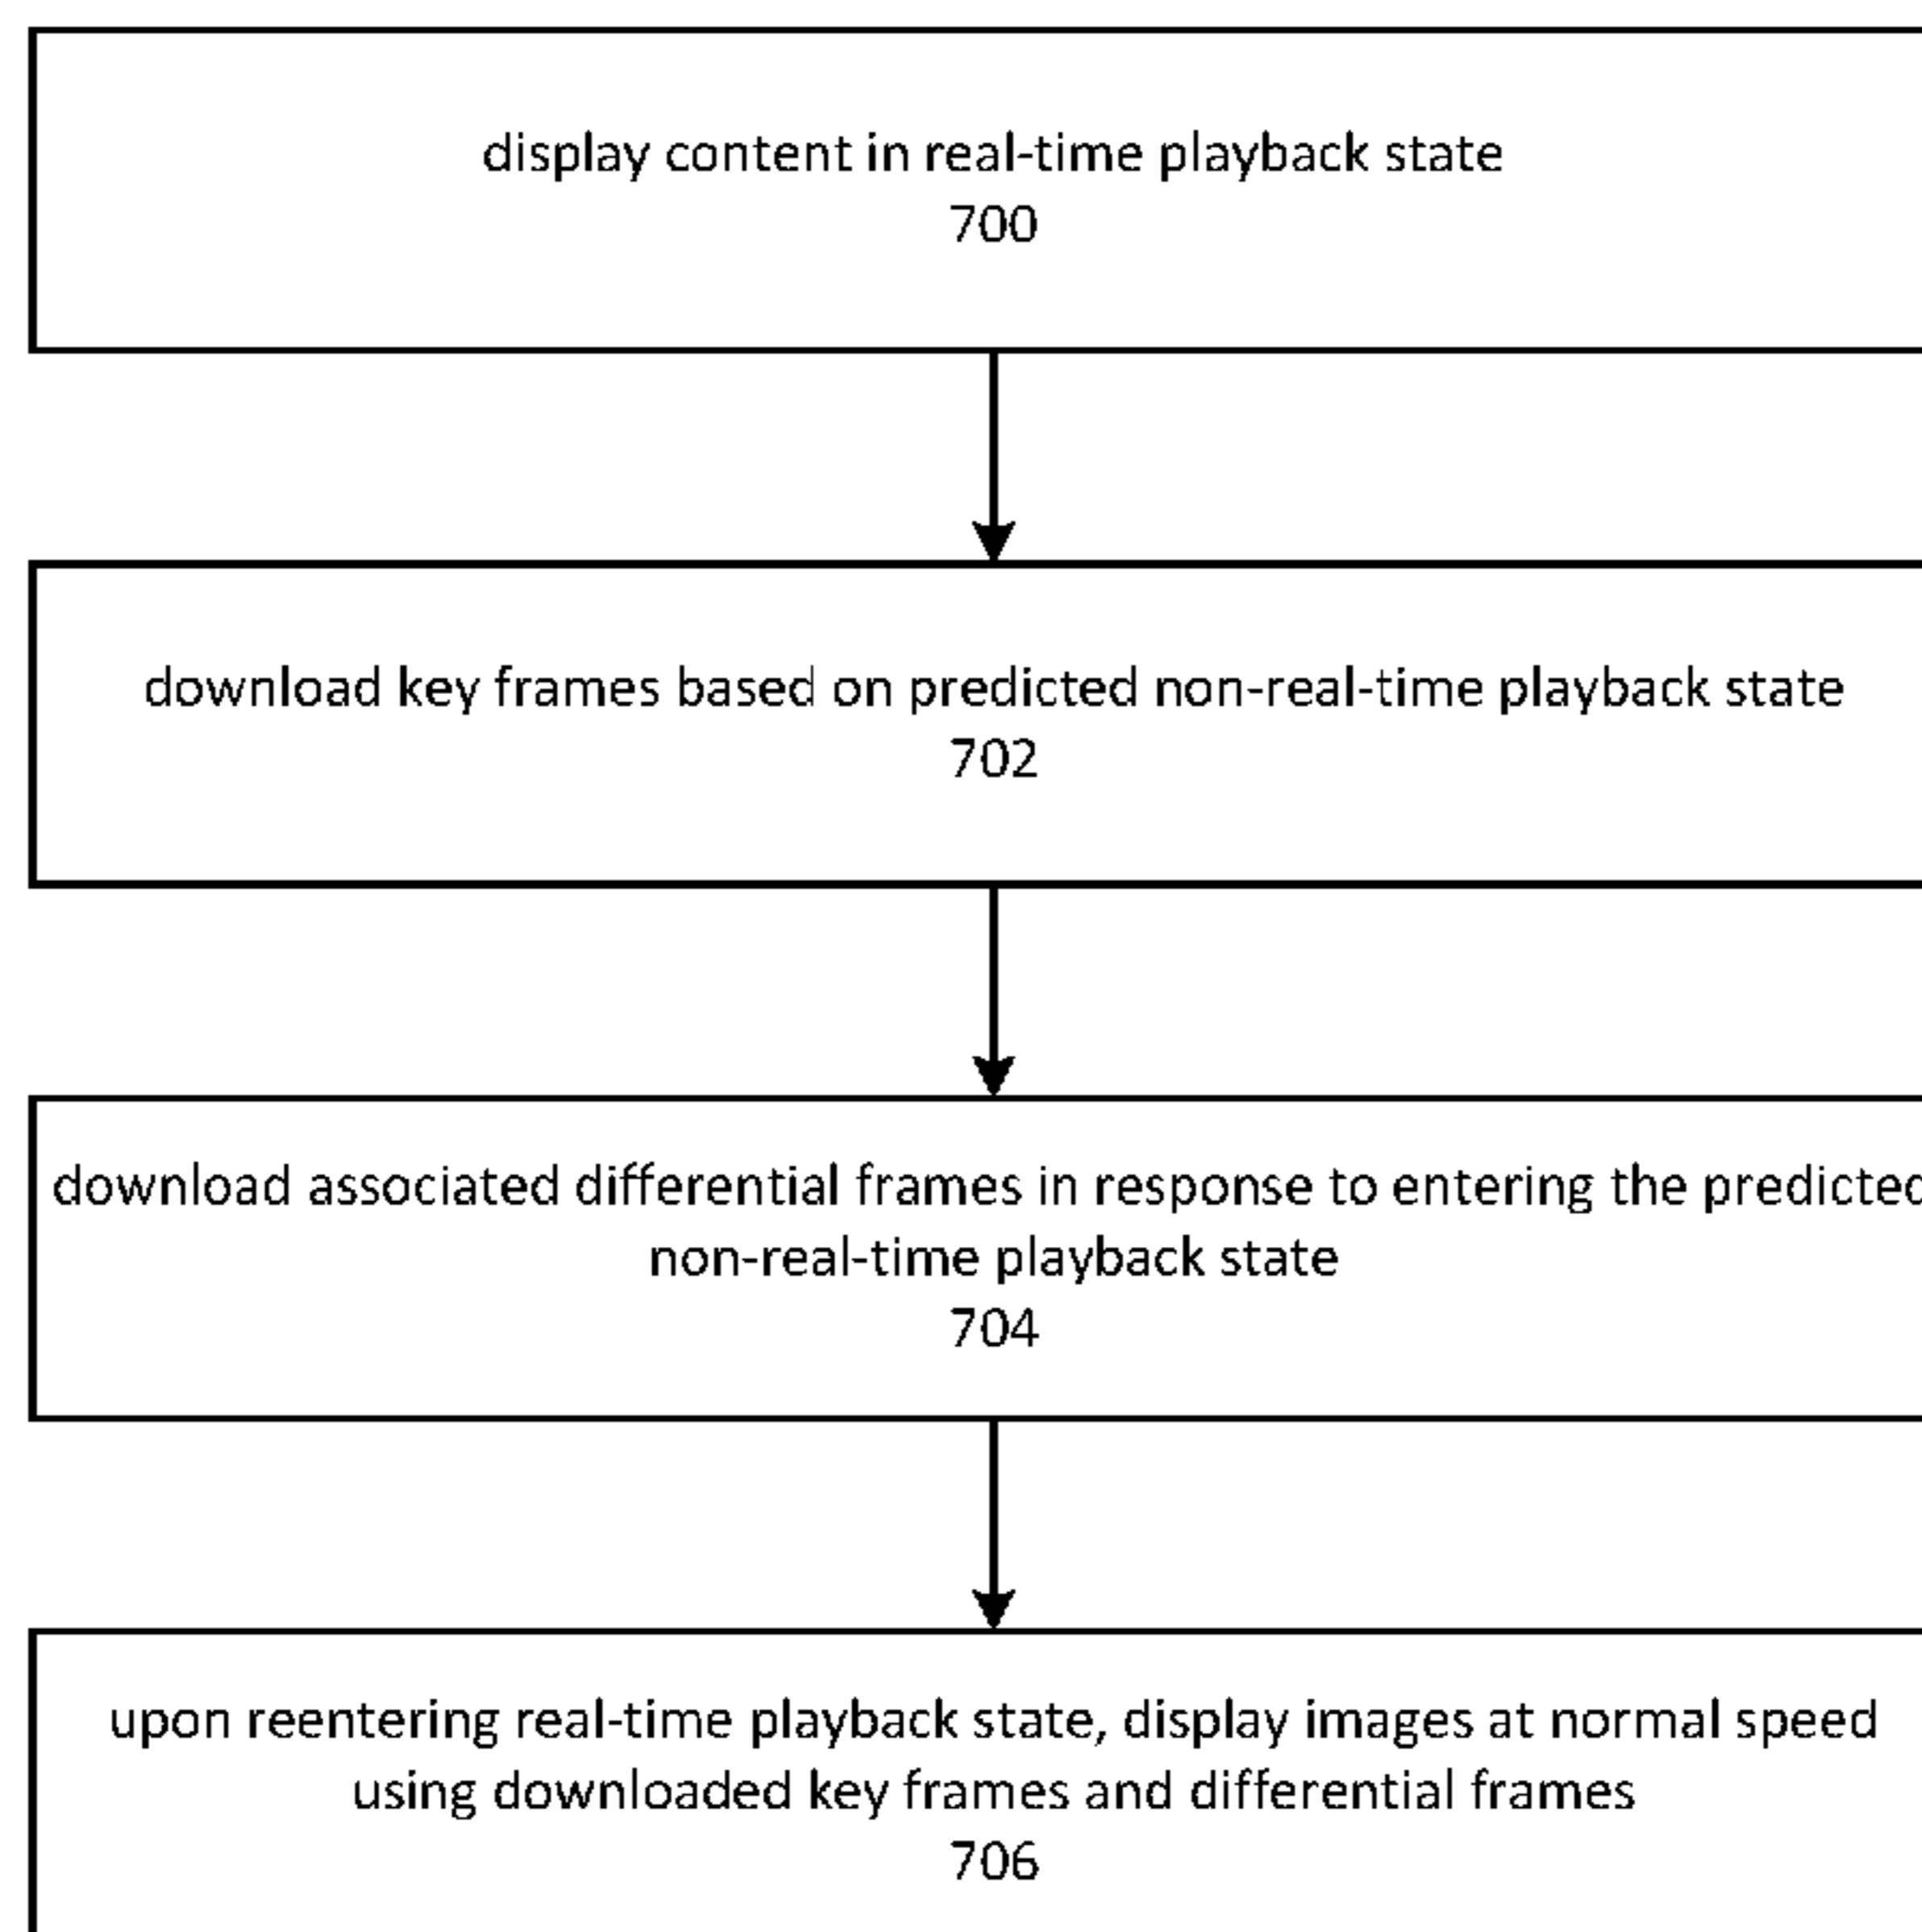 display content in real-time playback state
700
download key frames based on predicted non-real-time playback state
702
download associated differential frames in response to entering the predicted
non-real-time playback state
704
upon reentering real-time playback state, display images at normal speed
using downloaded key frames and differential frames
706